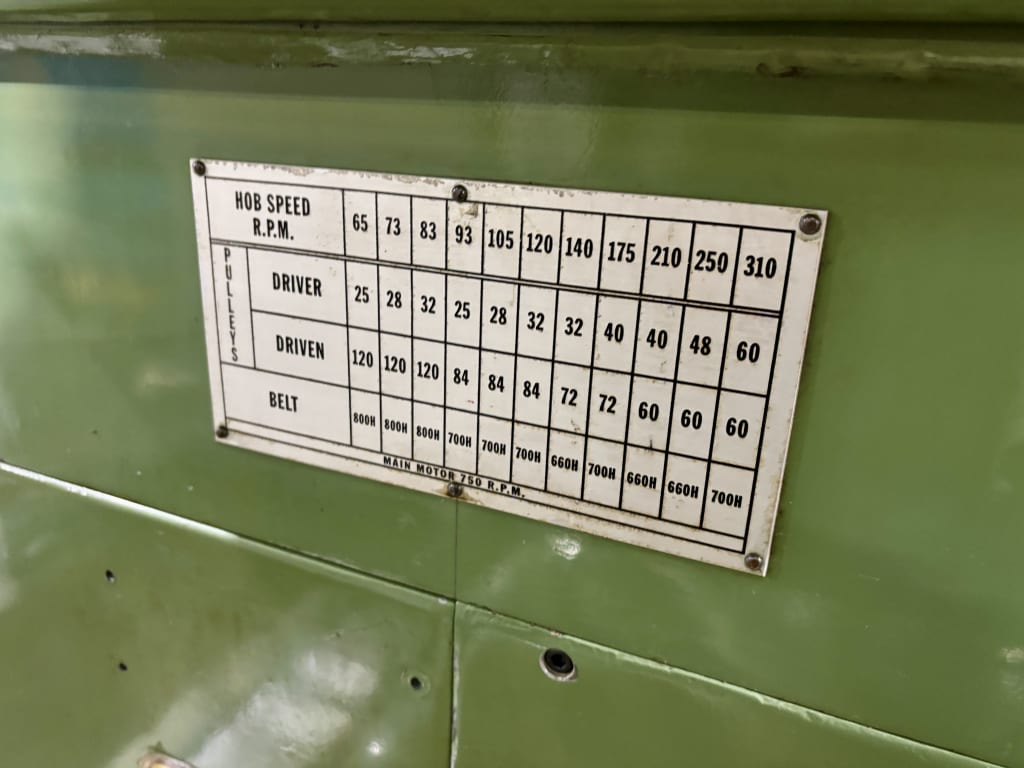 HOB SPEED R.P.M. 65 73 83 93 105 120 140 175 210 250 310
PULLEYS
DRIVER 25 28 32 25 28 32 32 40 40 48 60
DRIVEN 120 120 120 84 84 84 72 72 60 60 60
BELT 800H 800H 800H 700H 700H 700H 660H 700H 660H 660H 700H
MAIN MOTOR 750 R.P.M.